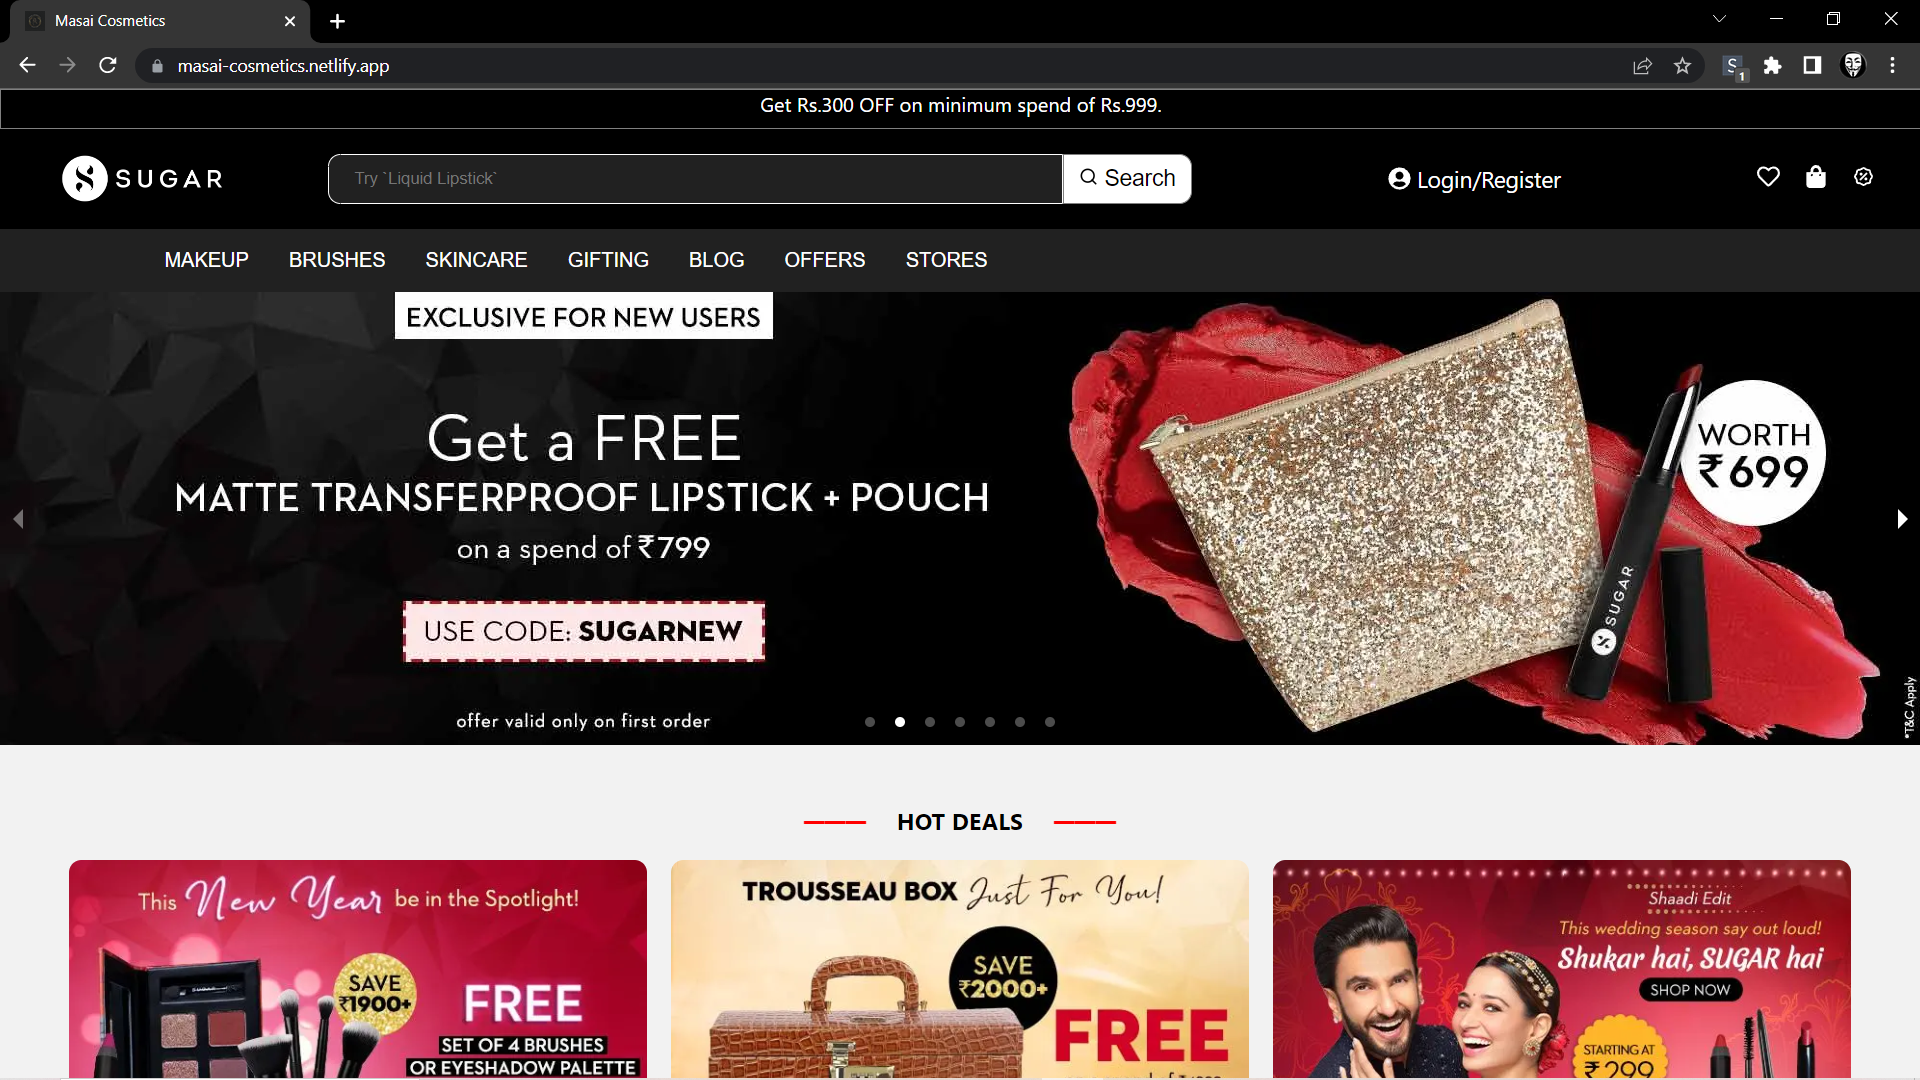 Masai Cosmetics
masai-cosmetics.netlify.app
S
1
Get Rs.300 OFF on minimum spend of Rs.999.
SUGAR
Try `Liquid Lipstick`
Search
Login/Register
MAKEUP BRUSHES SKINCARE GIFTING BLOG OFFERS STORES
EXCLUSIVE FOR NEW USERS
Get a FREE
MATTE TRANSFERPROOF LIPSTICK + POUCH
on a spend of ₹799
USE CODE: SUGARNEW
offer valid only on first order
WORTH
₹699
SUGAR
*T&C Apply
HOT DEALS
This New Year be in the Spotlight!
SAVE
₹1900+
FREE
SET OF 4 BRUSHES
OR EYESHADOW PALETTE
TROUSSEAU BOX Just For You!
SAVE
₹2000+
FREE
Shaadi Edit
This wedding season say out loud!
Shukar hai, SUGAR hai
SHOP NOW
STARTING AT
₹299